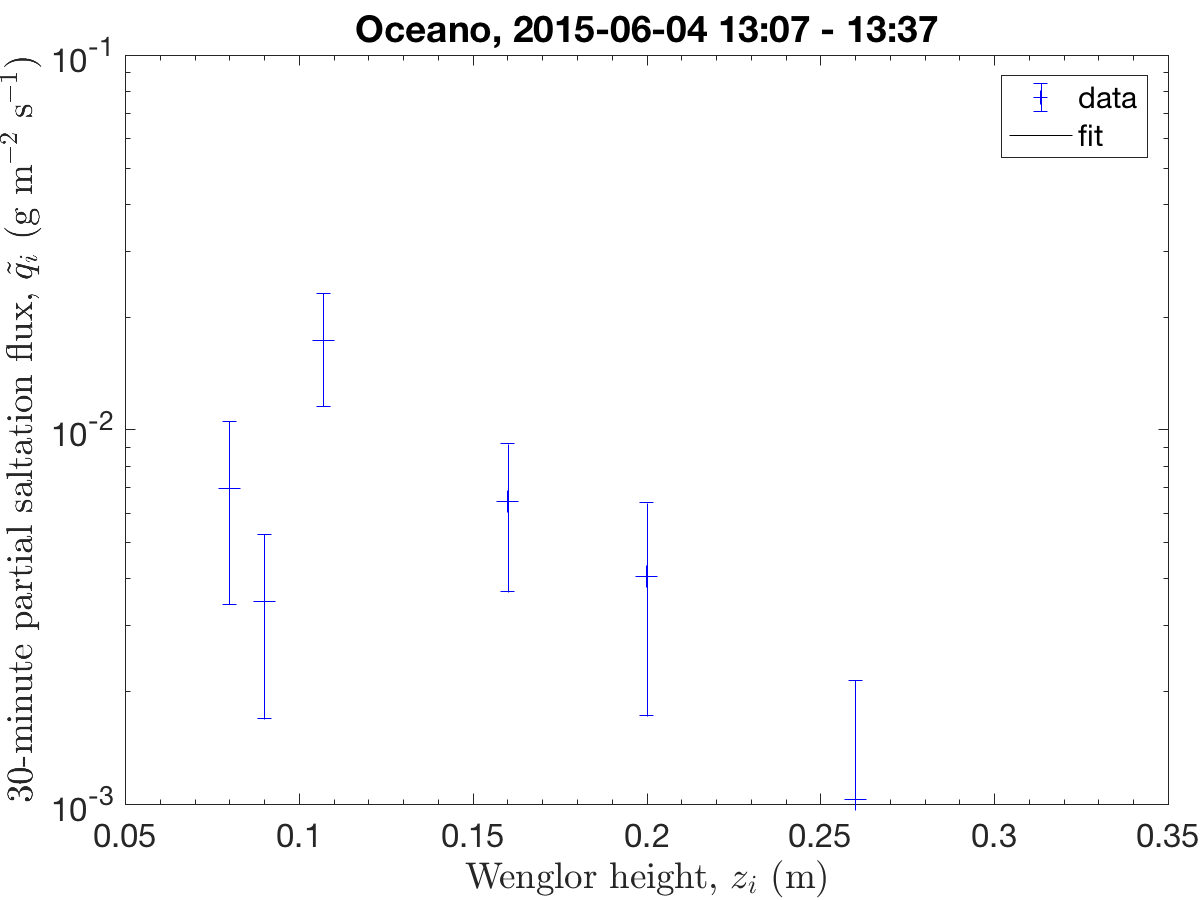 Oceano, 2015-06-04 13:07 - 13:37
30-minute partial saltation flux, q̃ᵢ (g m⁻² s⁻¹)
10⁻¹
10⁻²
10⁻³
data
fit
0.05 0.1 0.15 0.2 0.25 0.3 0.35
Wenglor height, zᵢ (m)